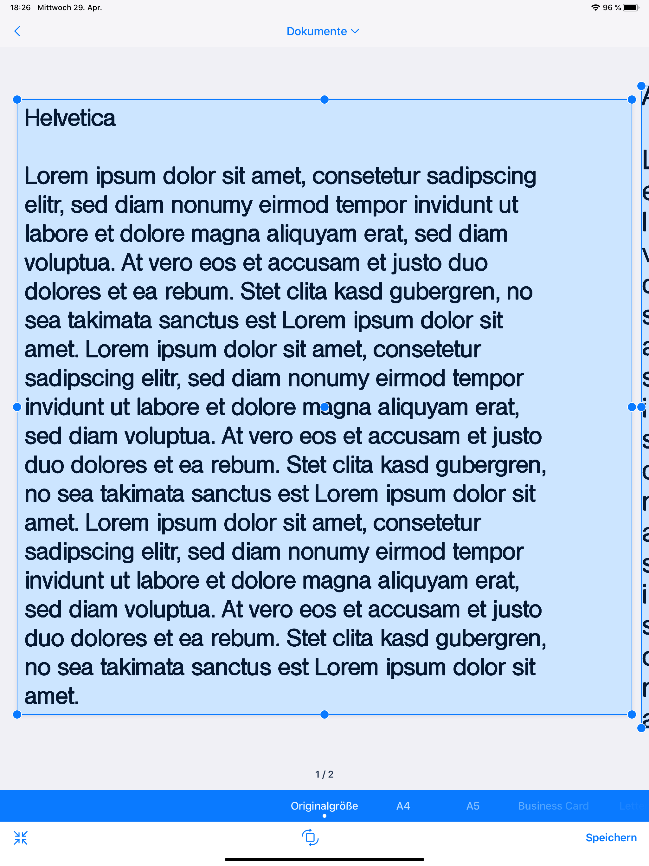 18:26 Mittwoch 29. Apr.
96 %
Dokumente
Helvetica
Lorem ipsum dolor sit amet, consetetur sadipscing
elitr, sed diam nonumy eirmod tempor invidunt ut
labore et dolore magna aliquyam erat, sed diam
voluptua. At vero eos et accusam et justo duo
dolores et ea rebum. Stet clita kasd gubergren, no
sea takimata sanctus est Lorem ipsum dolor sit
amet. Lorem ipsum dolor sit amet, consetetur
sadipscing elitr, sed diam nonumy eirmod tempor
invidunt ut labore et dolore magna aliquyam erat,
sed diam voluptua. At vero eos et accusam et justo
duo dolores et ea rebum. Stet clita kasd gubergren,
no sea takimata sanctus est Lorem ipsum dolor sit
amet. Lorem ipsum dolor sit amet, consetetur
sadipscing elitr, sed diam nonumy eirmod tempor
invidunt ut labore et dolore magna aliquyam erat,
sed diam voluptua. At vero eos et accusam et justo
duo dolores et ea rebum. Stet clita kasd gubergren,
no sea takimata sanctus est Lorem ipsum dolor sit
amet.
1 / 2
Originalgröße A4 A5 Business Card
Speichern